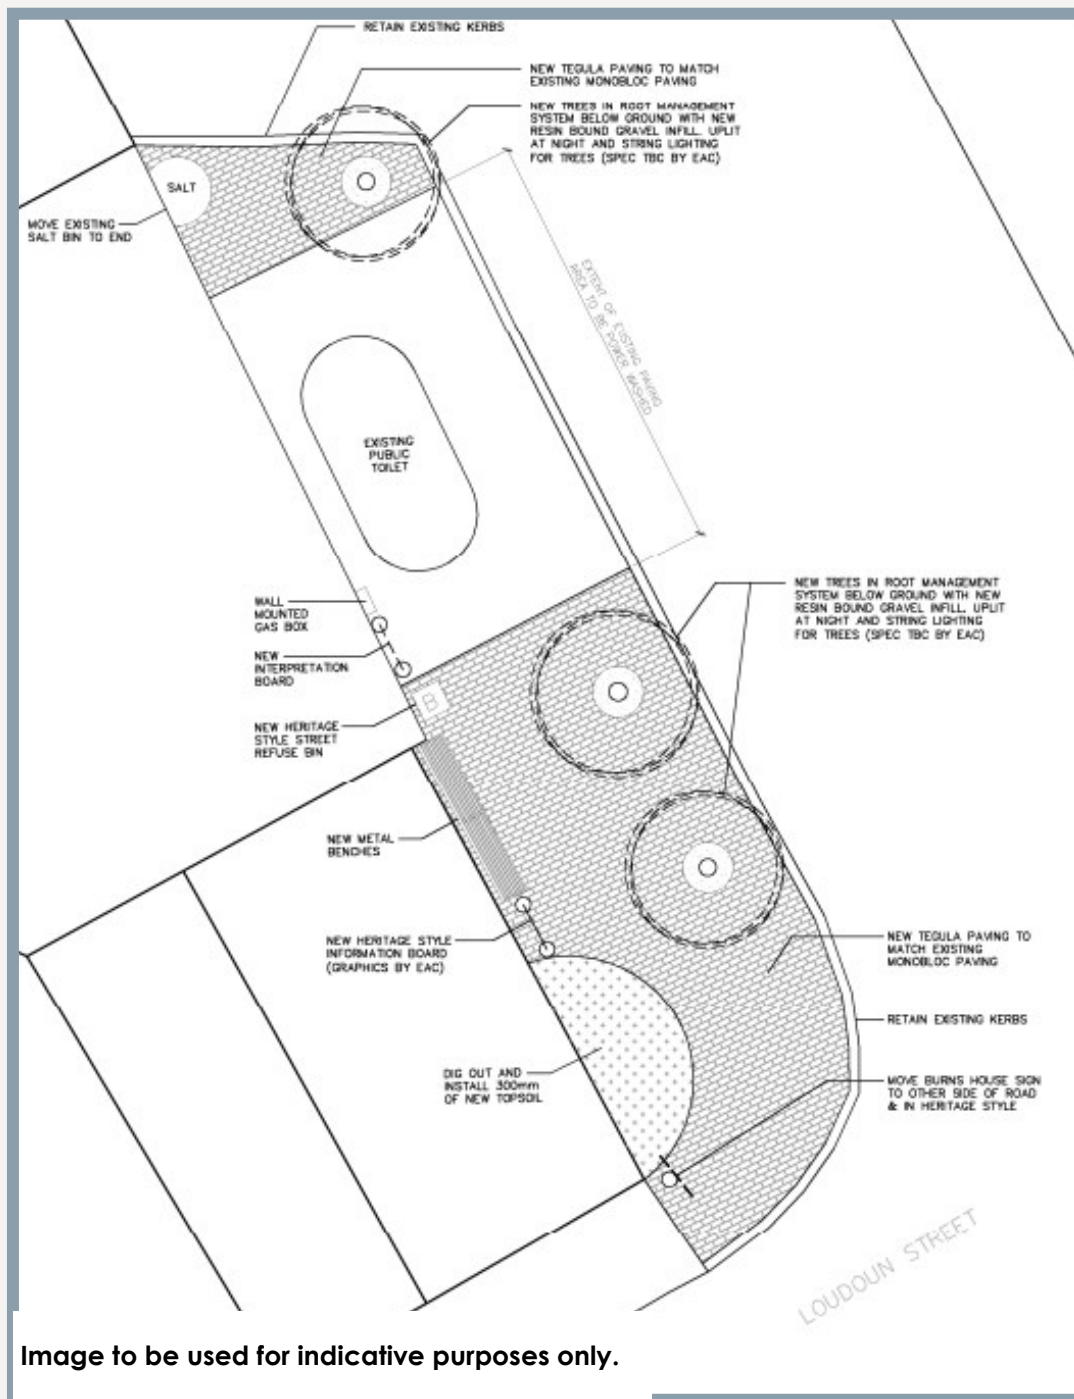 RETAIN EXISTING KERBS
NEW TEGULA PAVING TO MATCH
EXISTING MONOBLOC PAVING
NEW TREES IN ROOT MANAGEMENT
SYSTEM BELOW GROUND WITH NEW
RESIN BOUND GRAVEL INFILL. UPLIT
AT NIGHT AND STRING LIGHTING
FOR TREES (SPEC TBC BY EAC)
SALT
MOVE EXISTING
SALT BIN TO END
EXTENT OF EXISTING PAVING
AREA TO BE POWER WASHED
EXISTING
PUBLIC
TOILET
NEW TREES IN ROOT MANAGEMENT
SYSTEM BELOW GROUND WITH NEW
RESIN BOUND GRAVEL INFILL. UPLIT
AT NIGHT AND STRING LIGHTING
FOR TREES (SPEC TBC BY EAC)
WALL
MOUNTED
GAS BOX
NEW
INTERPRETATION
BOARD
B
NEW HERITAGE
STYLE STREET
REFUSE BIN
NEW METAL
BENCHES
NEW HERITAGE STYLE
INFORMATION BOARD
(GRAPHICS BY EAC)
NEW TEGULA PAVING TO
MATCH EXISTING
MONOBLOC PAVING
RETAIN EXISTING KERBS
DIG OUT AND
INSTALL 300mm
OF NEW TOPSOIL
MOVE BURNS HOUSE SIGN
TO OTHER SIDE OF ROAD
& IN HERITAGE STYLE
LOUDOUN STREET
Image to be used for indicative purposes only.